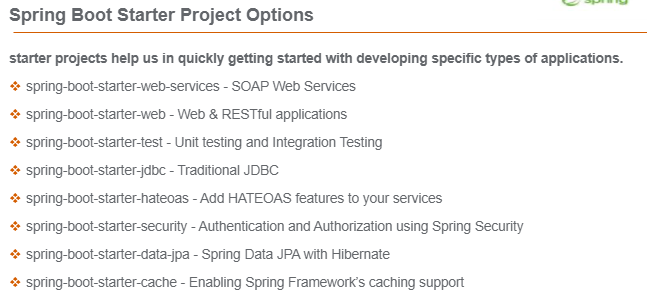 Spring Boot Starter Project Options
spring
starter projects help us in quickly getting started with developing specific types of applications.
spring-boot-starter-web-services - SOAP Web Services
spring-boot-starter-web - Web & RESTful applications
spring-boot-starter-test - Unit testing and Integration Testing
spring-boot-starter-jdbc - Traditional JDBC
spring-boot-starter-hateoas - Add HATEOAS features to your services
spring-boot-starter-security - Authentication and Authorization using Spring Security
spring-boot-starter-data-jpa - Spring Data JPA with Hibernate
spring-boot-starter-cache - Enabling Spring Framework's caching support